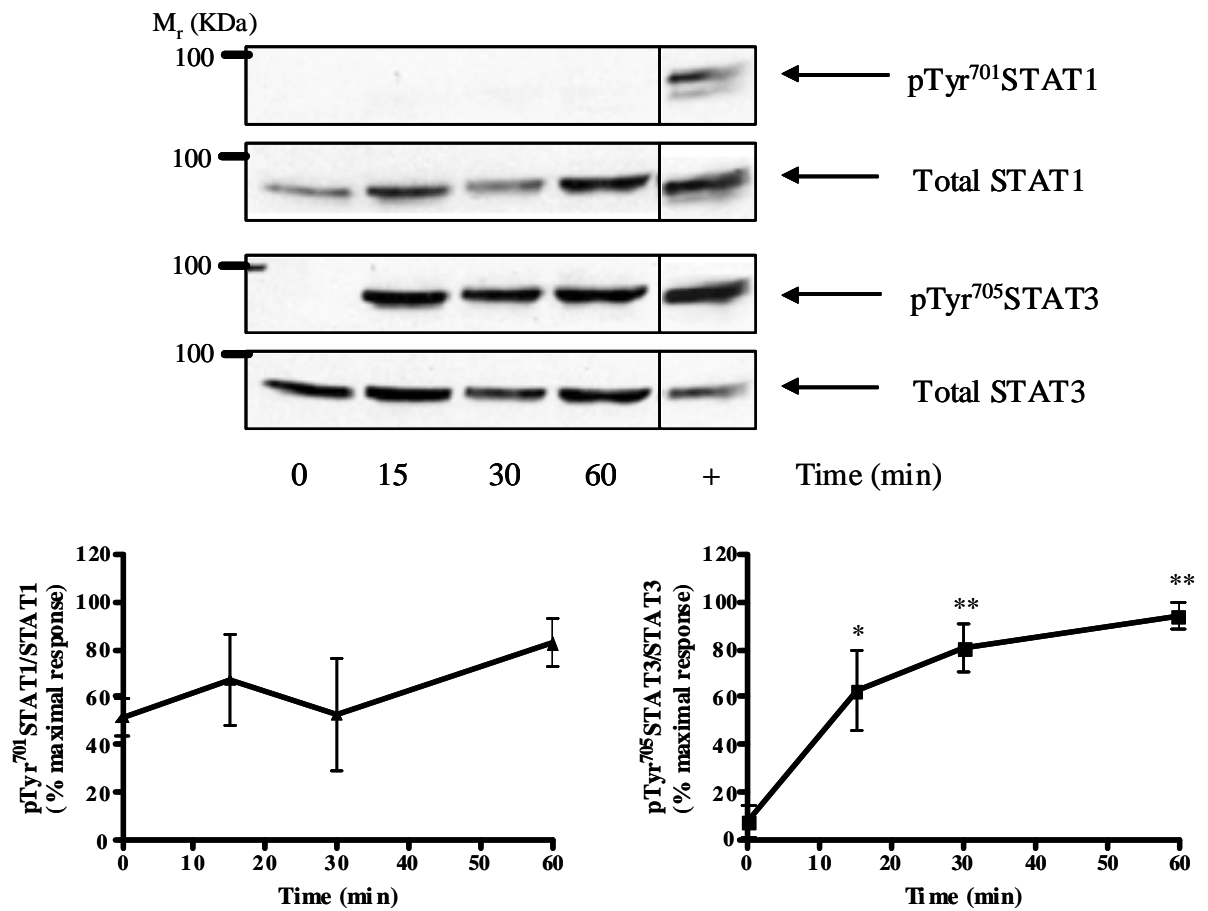 Mr (KDa)
100
pTyr701STAT1
100
Total STAT1
100
pTyr705STAT3
100
Total STAT3
0 15 30 60 + Time (min)
pTyr701STAT1/STAT1
(% maximal response)
120
100
80
60
40
20
0
0 10 20 30 40 50 60
Time (min)
pTyr705STAT3/STAT3
(% maximal response)
120
100
80
60
40
20
0
*
**
**
0 10 20 30 40 50 60
Time (min)